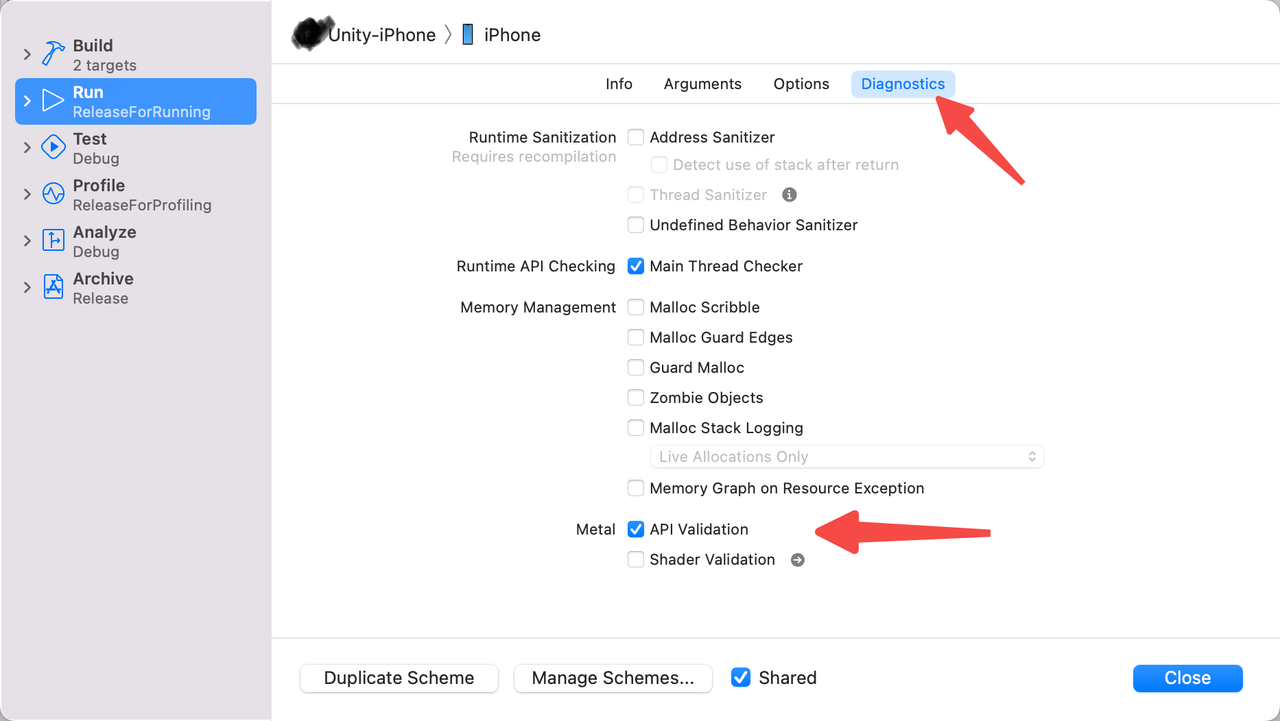 Unity-iPhone 〉 iPhone
Build
2 targets
Run
ReleaseForRunning
Test
Debug
Profile
ReleaseForProfiling
Analyze
Debug
Archive
Release
Info Arguments Options Diagnostics
Runtime Sanitization Address Sanitizer
Requires recompilation
Detect use of stack after return
Thread Sanitizer
Undefined Behavior Sanitizer
Runtime API Checking Main Thread Checker
Memory Management Malloc Scribble
Malloc Guard Edges
Guard Malloc
Zombie Objects
Malloc Stack Logging
Live Allocations Only
Memory Graph on Resource Exception
Metal API Validation
Shader Validation
Duplicate Scheme Manage Schemes... Shared Close